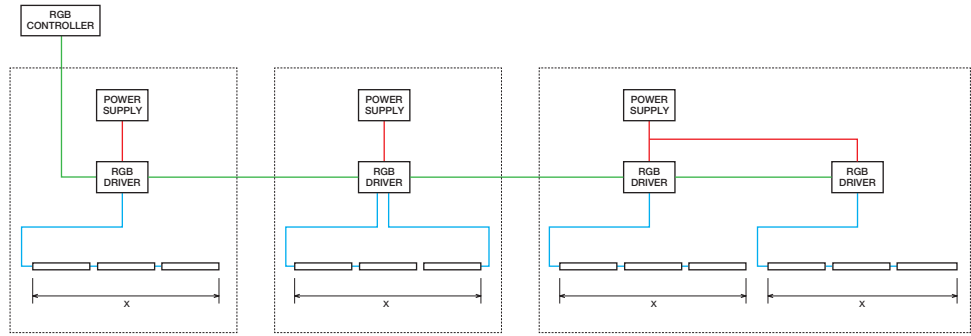 RGB
CONTROLLER
POWER
SUPPLY
POWER
SUPPLY
POWER
SUPPLY
RGB
DRIVER
RGB
DRIVER
RGB
DRIVER
RGB
DRIVER
X
X
X
X